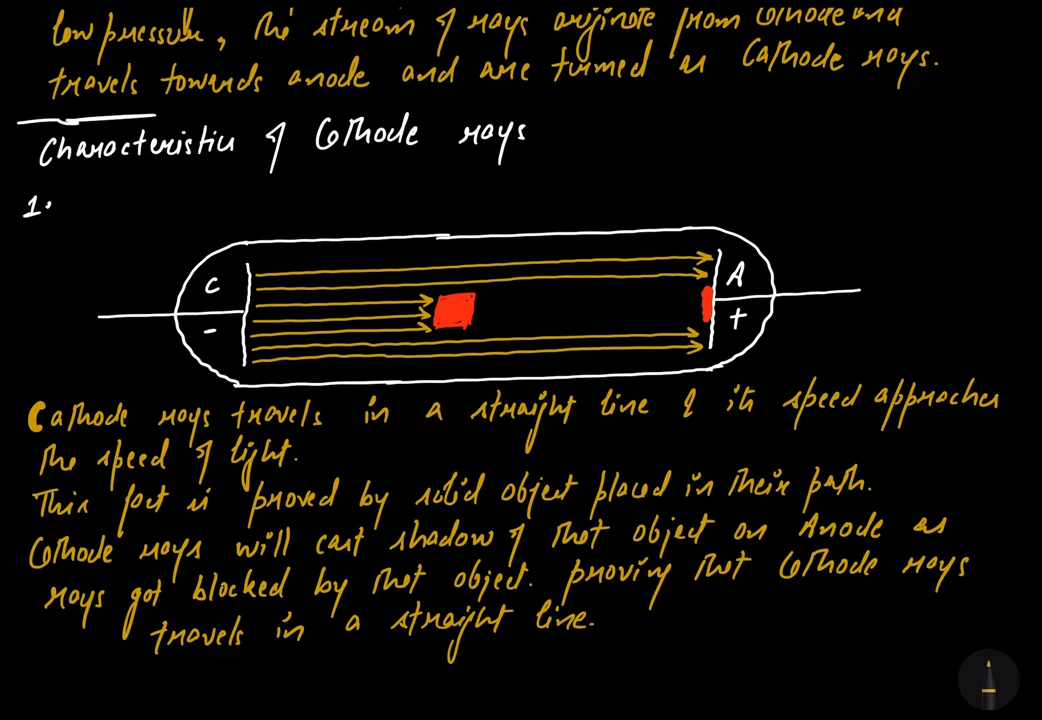 low pressure, the stream of rays orijinate from Cathode and
travels towards anode and are turmed as Cathode rays.
Characteristics of Cathode rays
1.
C
A
-
+
Cathode rays travels in a straight line & its speed approaches
the speed of light.
This fact is proved by solid object placed in their path.
Cathode rays will cast shadow of that object on Anode as
rays got blocked by that object. proving that Cathode rays
travels in a straight line.